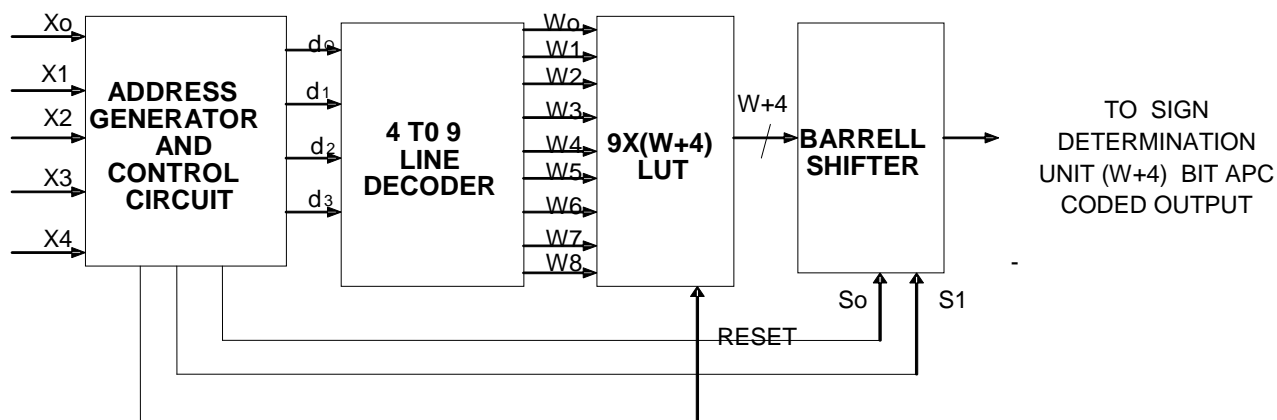 Xo
X1
X2
X3
X4
ADDRESS
GENERATOR
AND
CONTROL
CIRCUIT
do
d1
d2
d3
4 T0 9
LINE
DECODER
Wo
W1
W2
W3
W4
W5
W6
W7
W8
9X(W+4)
LUT
W+4
BARRELL
SHIFTER
TO SIGN
DETERMINATION
UNIT (W+4) BIT APC
CODED OUTPUT
-
So
S1
RESET